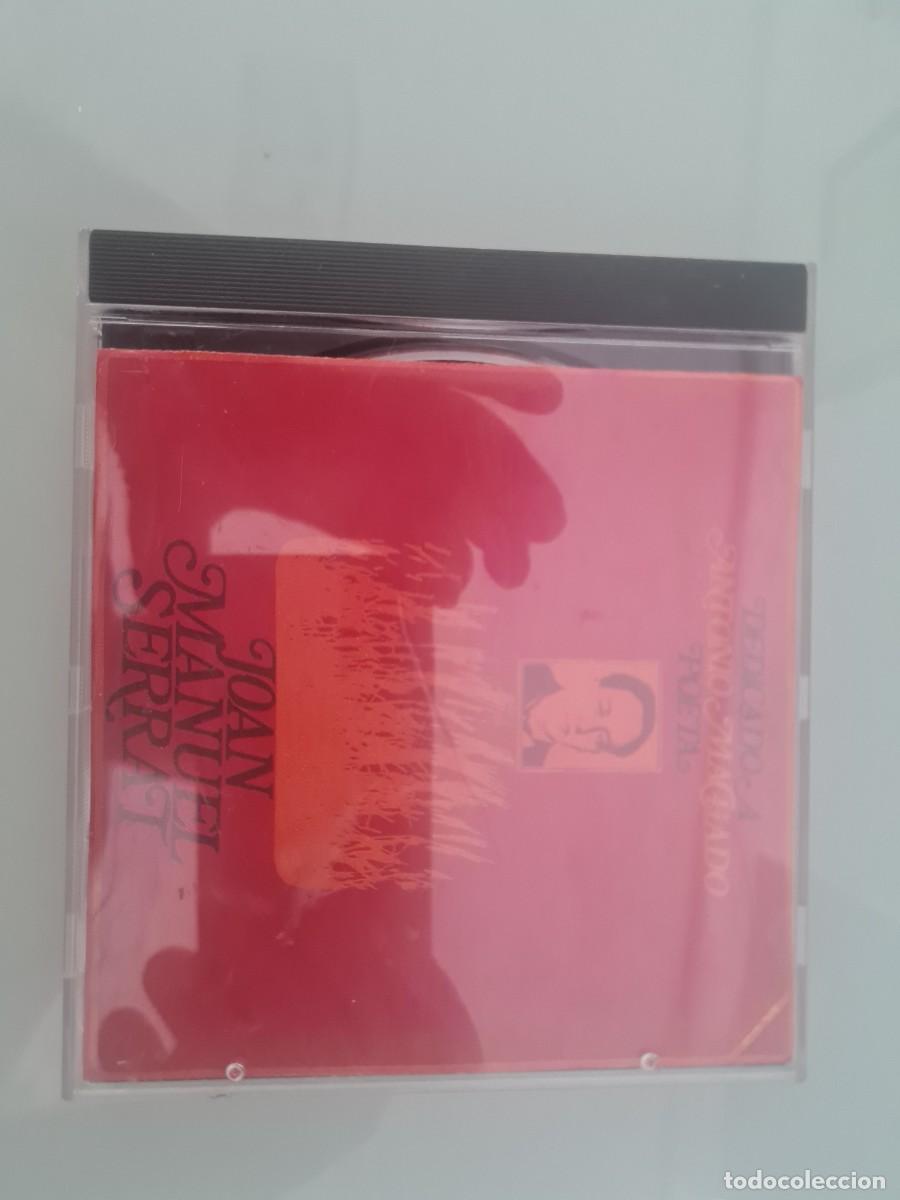 DEDICADO A
ANTONIO MACHADO
POETA
JOAN
MANUEL
SERRAT
todocoleccion